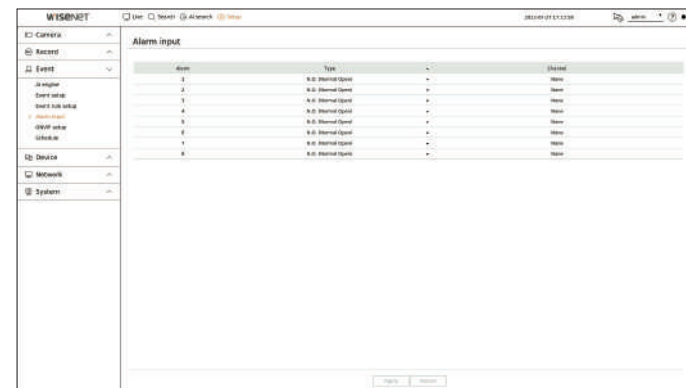 WISENET
Live Search AI search Setup
admin
Camera
Record
Event
AI engine
Event setup
Event rule setup
Alarm input
ONVIF setup
Schedule
Device
Network
System
Alarm input
Alarm Type Channel
1 N.O. (Normal Open) None
2 N.O. (Normal Open) None
3 N.O. (Normal Open) None
4 N.O. (Normal Open) None
5 N.O. (Normal Open) None
6 N.O. (Normal Open) None
7 N.O. (Normal Open) None
8 N.O. (Normal Open) None
Apply Revert